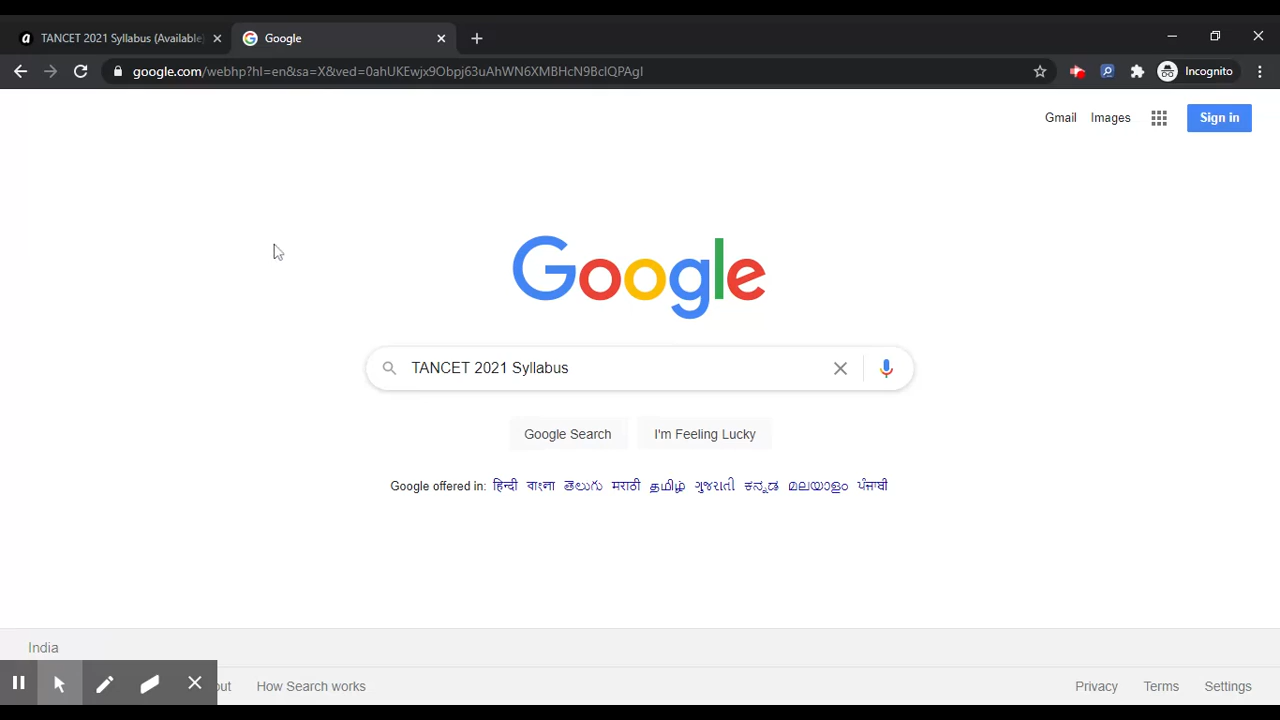 TANCET 2021 Syllabus (Available)
Google
google.com/webhp?hl=en&sa=X&ved=0ahUKEwjx9Obpj63uAhWN6XMBHcN9BcIQPAgI
Incognito
Gmail Images
Sign in
Google
TANCET 2021 Syllabus
Google Search I'm Feeling Lucky
Google offered in: हिन्दी বাংলা తెలుగు मराठी தமிழ் ગુજરાતી ಕನ್ನಡ മലയാളം ਪੰਜਾਬੀ
India
out How Search works Privacy Terms Settings